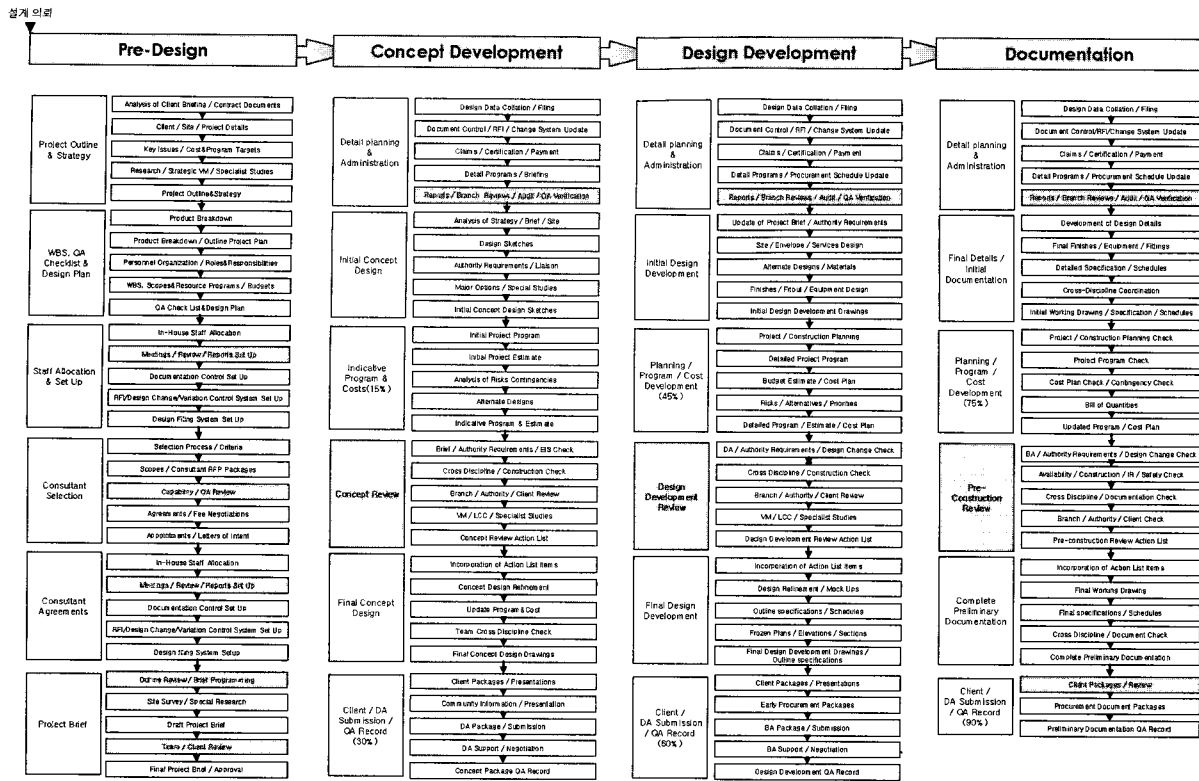 설계 의뢰
Pre-Design
Concept Development
Design Development
Documentation
Project Outline
& Strategy
Analysis of Client Briefing / Contract Documents
Client / Site / Project Details
Key Issues / Cost&Program Targets
Research / Strategic VM / Specialist Studies
Project Outline&Strategy
WBS, QA
Checklist &
Design Plan
Product Breakdown
Product Breakdown / Outline Project Plan
Personnel Organization / Roles&Responsibilities
WBS, Scopes&Resource Programs / Budgets
QA Check List&Design Plan
Staff Allocation
& Set Up
In-House Staff Allocation
Meetings / Review / Reports Set Up
Documentation Control Set Up
RFI/Design Change/Variation Control System Set Up
Design Filing System Set Up
Consultant
Selection
Selection Process / Criteria
Scopes / Consultant RFP Packages
Capability / QA Review
Agreements / Fee Negotiations
Appointments / Letters of Intent
Consultant
Agreements
In-House Staff Allocation
Meetings / Review / Reports Set Up
Documentation Control Set Up
RFI/Design Change/Variation Control System Set Up
Design filing System Setup
Project Brief
Outline Review / Brief Programming
Site Survey / Special Research
Draft Project Brief
Team / Client Review
Final Project Brief / Approval
Detail planning
&
Administration
Design Data Collation / Filing
Document Control / RFI / Change System Update
Claims / Certification / Payment
Detail Programs / Briefing
Reports / Branch Reviews / Audit / QA Verification
Initial Concept
Design
Analysis of Strategy / Brief / Site
Design Sketches
Authority Requirements / Liaison
Major Options / Special Studies
Initial Concept Design Sketches
Indicative
Program &
Costs(15%)
Initial Project Program
Initial Project Estimate
Analysis of Risks Contingencies
Alternate Designs
Indicative Program & Estimate
Concept Review
Brief / Authority Requirements / EIS Check
Cross Discipline / Construction Check
Branch / Authority / Client Review
VM / LCC / Specialist Studies
Concept Review Action List
Final Concept
Design
Incorporation of Action List Items
Concept Design Refinement
Update Program&Cost
Team Cross Discipline Check
Final Concept Design Drawings
Client / DA
Submission /
QA Record
(30%)
Client Packages / Presentations
Community Information / Presentation
DA Package / Submission
DA Support / Negotiation
Concept Package QA Record
Detail planning
&
Administration
Design Data Collation / Filing
Document Control / RFI / Change System Update
Claims / Certification / Payment
Detail Programs / Procurement Schedule Update
Reports / Branch Reviews / Audit / QA Verification
Initial Design
Development
Update of Project Brief / Authority Requirements
Site / Envelope / Services Design
Alternate Designs / Materials
Finishes / Fitout / Equipment Design
Initial Design Development Drawings
Planning /
Program / Cost
Development
(45%)
Project / Construction Planning
Detailed Project Program
Budget Estimate / Cost Plan
Risks / Alternatives / Priorities
Detailed Program / Estimate / Cost Plan
Design
Development
Review
DA / Authority Requirements / Design Change Check
Cross Discipline / Construction Check
Branch / Authority / Client Review
VM / LCC / Specialist Studies
Design Development Review Action List
Final Design
Development
Incorporation of Action List Items
Design Refinement / Mock Ups
Outline specifications / Schedules
Frozen Plans / Elevations / Sections
Final Design Development Drawings /
Outline specifications
Client /
DA Submission
/ QA Record
(60%)
Client Packages / Presentations
Early Procurement Packages
BA Package / Submission
BA Support / Negotiation
Design Development QA Record
Detail planning
&
Administration
Design Data Collation / Filing
Document Control/RFI/Change System Update
Claims / Certification / Payment
Detail Programs / Procurement Schedule Update
Reports / Branch Reviews / Audit / QA Verification
Final Details /
Initial
Documentation
Development of Design Details
Final Finishes / Equipment / Fittings
Detailed Specification / Schedules
Cross-Discipline Coordination
Initial Working Drawing / Specification / Schedules
Planning /
Program /
Cost
Development
(75%)
Project / Construction Planning Check
Project Program Check
Cost Plan Check / Contingency Check
Bill of Quantities
Updated Program / Cost Plan
Pre-
Construction
Review
BA / Authority Requirements / Design Change Check
Availability / Construction / IR / Safety Check
Cross Discipline / Documentation Check
Branch / Authority / Client Check
Pre-construction Review Action List
Complete
Preliminary
Documentation
Incorporation of Action List Items
Final Working Drawing
Final specifications / Schedules
Cross Discipline / Document Check
Complete Preliminary Documentation
Client /
DA Submission /
QA Record
(90%)
Client Packages / Review
Procurement Document Packages
Preliminary Documentation QA Record